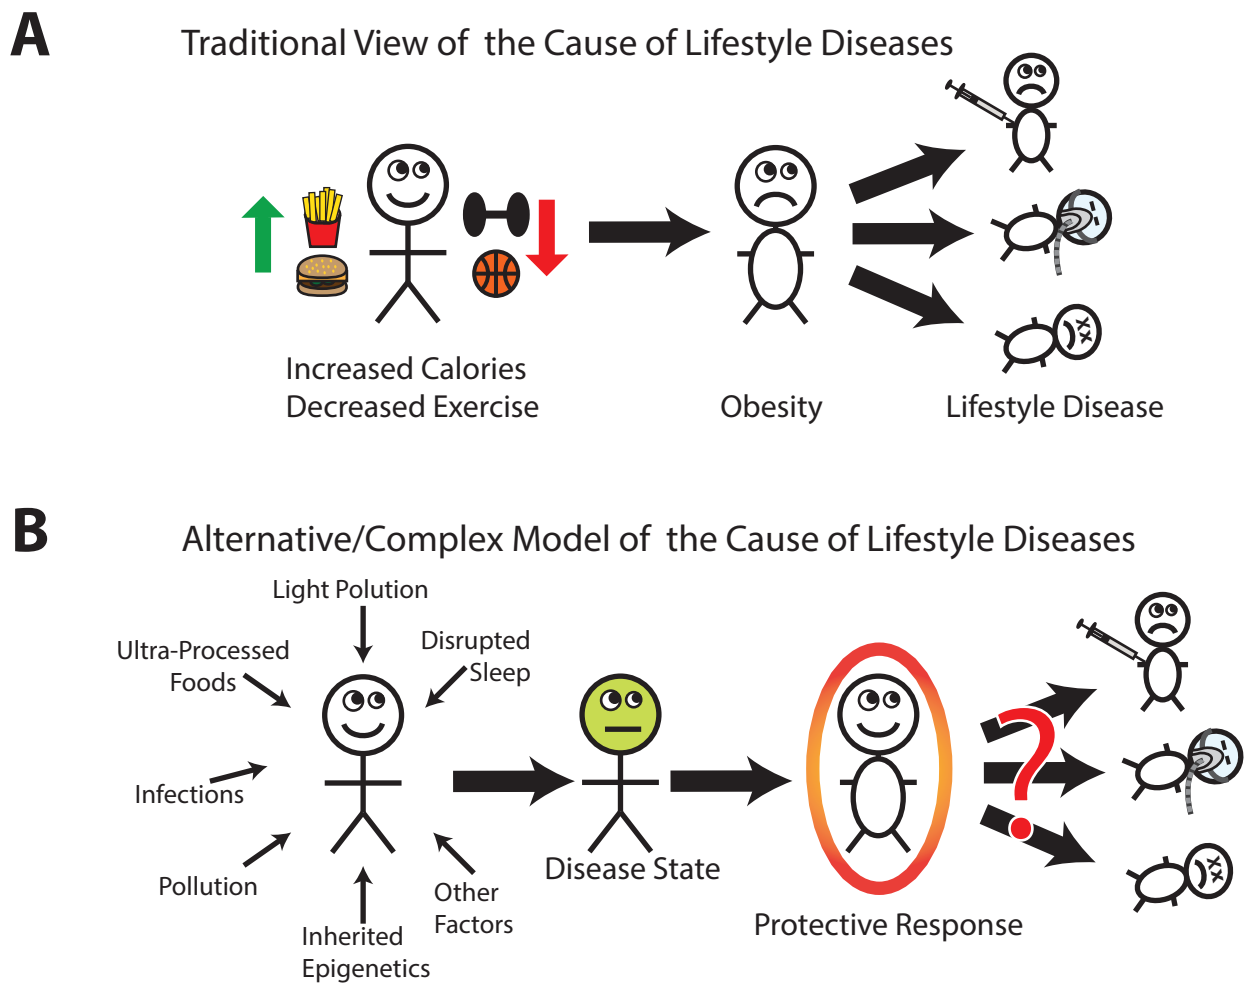 A
Traditional View of the Cause of Lifestyle Diseases
Increased Calories
Decreased Exercise
Obesity
Lifestyle Disease
B
Alternative/Complex Model of the Cause of Lifestyle Diseases
Light Polution
Ultra-Processed
Foods
Disrupted
Sleep
Infections
Pollution
Inherited
Epigenetics
Other
Factors
Disease State
Protective Response
?